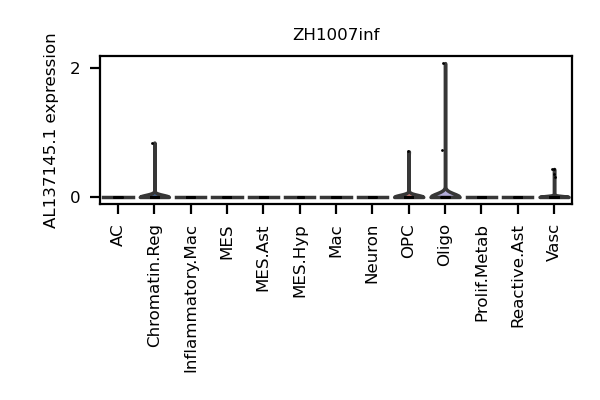 ZH1007inf
AL137145.1 expression
2
0
AC
Chromatin.Reg
Inflammatory.Mac
MES
MES.Ast
MES.Hyp
Mac
Neuron
OPC
Oligo
Prolif.Metab
Reactive.Ast
Vasc